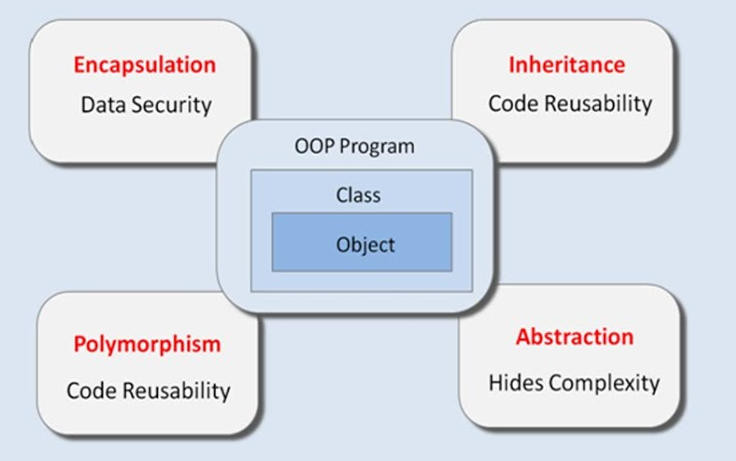 Encapsulation
Data Security
Inheritance
Code Reusability
OOP Program
Class
Object
Polymorphism
Code Reusability
Abstraction
Hides Complexity